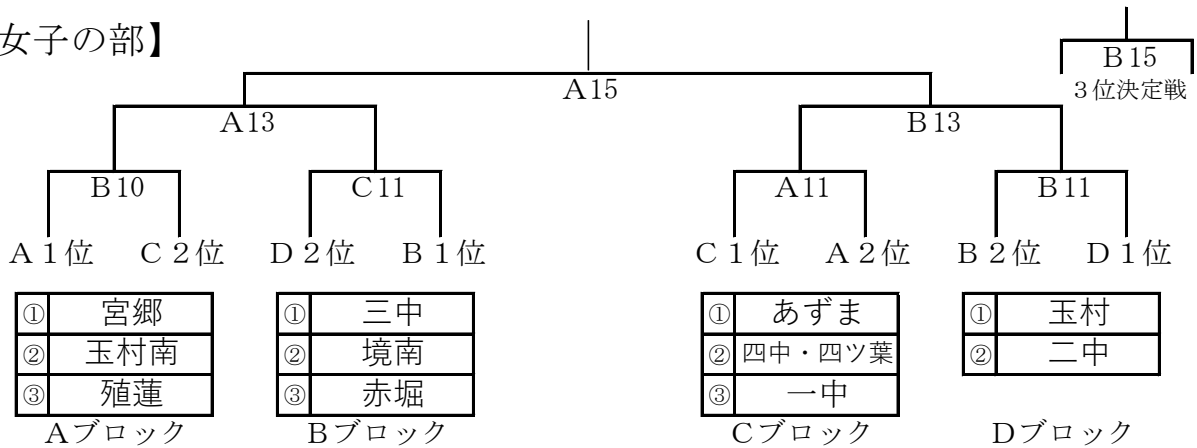 女子の部】
B15
３位決定戦
A15
A13
B13
B10
C11
A11
B11
A１位 C２位 D２位 B１位 C１位 A２位 B２位 D１位
① 宮郷
② 玉村南
③ 殖蓮
Aブロック
① 三中
② 境南
③ 赤堀
Bブロック
① あずま
② 四中・四ツ葉
③ 一中
Cブロック
① 玉村
② 二中
Dブロック